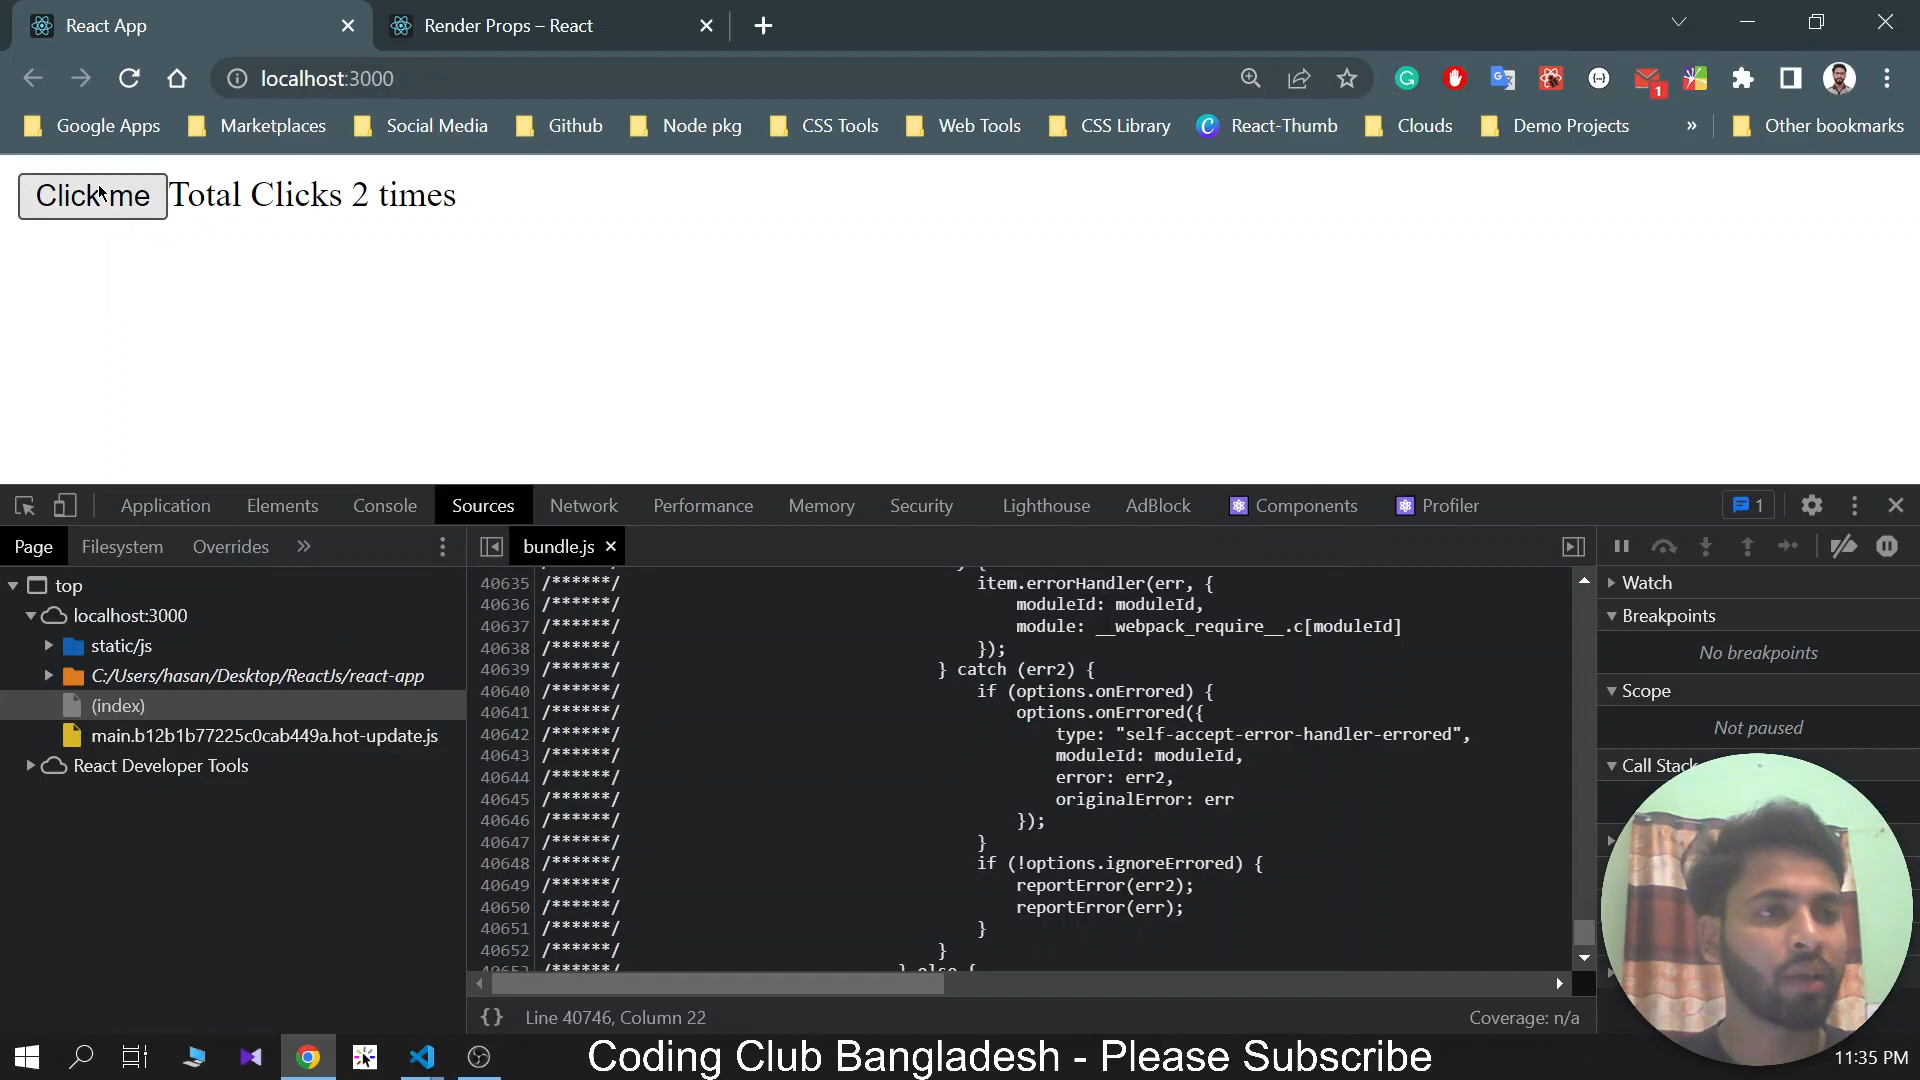 React App
Render Props – React
localhost:3000
1
Google Apps Marketplaces Social Media Github Node pkg CSS Tools Web Tools CSS Library React-Thumb Clouds Demo Projects » Other bookmarks
Click me Total Clicks 2 times
Application Elements Console Sources Network Performance Memory Security Lighthouse AdBlock Components Profiler 1
Page Filesystem Overrides » bundle.js
top
localhost:3000
static/js
C:/Users/hasan/Desktop/ReactJs/react-app
(index)
main.b12b1b77225c0cab449a.hot-update.js
React Developer Tools
40635 /******/ item.errorHandler(err, {
40636 /******/ moduleId: moduleId,
40637 /******/ module: __webpack_require__.c[moduleId]
40638 /******/ });
40639 /******/ } catch (err2) {
40640 /******/ if (options.onErrored) {
40641 /******/ options.onErrored({
40642 /******/ type: "self-accept-error-handler-errored",
40643 /******/ moduleId: moduleId,
40644 /******/ error: err2,
40645 /******/ originalError: err
40646 /******/ });
40647 /******/ }
40648 /******/ if (!options.ignoreErrored) {
40649 /******/ reportError(err2);
40650 /******/ reportError(err);
40651 /******/ }
40652 /******/ }
40653 /******/ } else {
{} Line 40746, Column 22 Coverage: n/a
Watch
Breakpoints
No breakpoints
Scope
Not paused
Call Stack
Coding Club Bangladesh - Please Subscribe
11:35 PM